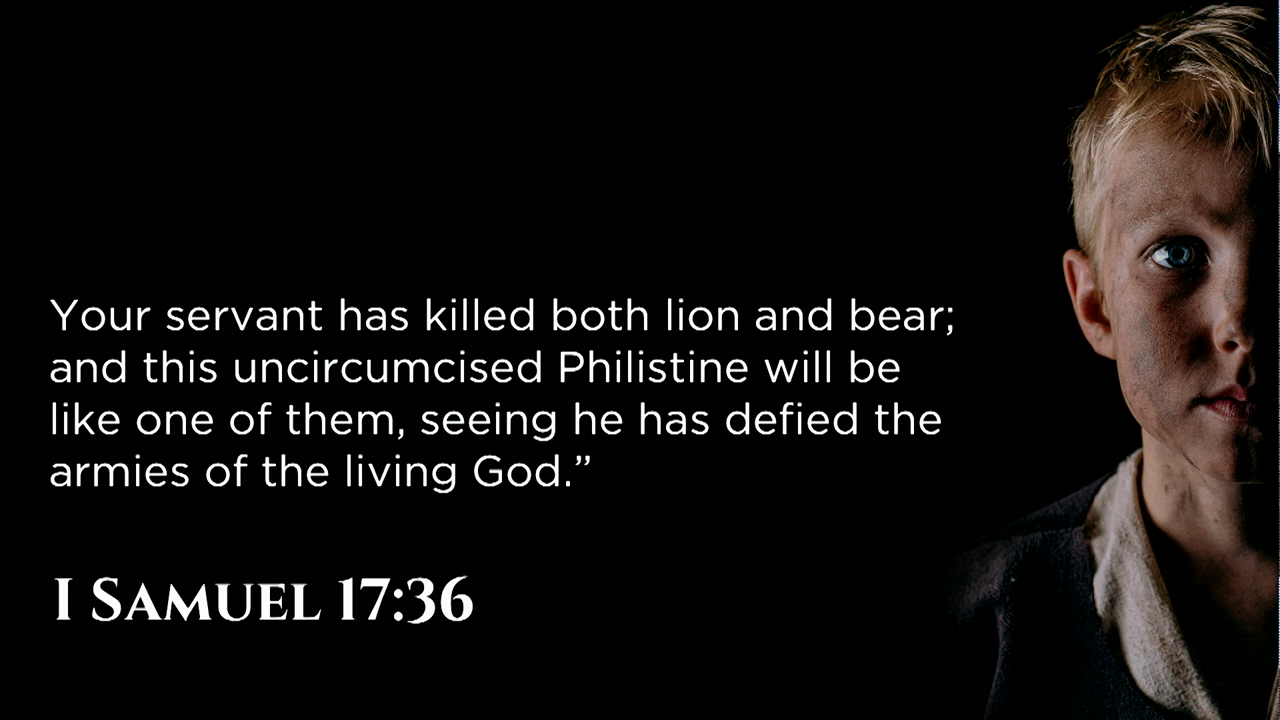 Your servant has killed both lion and bear;
and this uncircumcised Philistine will be
like one of them, seeing he has defied the
armies of the living God.”
I Samuel 17:36